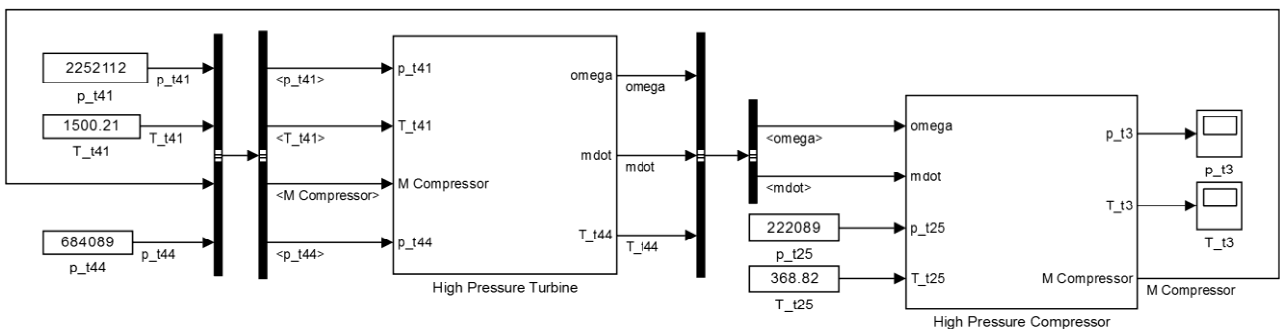 2252112
p_t41
p_t41
1500.21
T_t41
T_t41
684089
p_t44
p_t44
<p_t41>
<T_t41>
<M Compressor>
<p_t44>
p_t41
T_t41
M Compressor
p_t44
omega
mdot
T_t44
High Pressure Turbine
omega
mdot
T_t44
<omega>
<mdot>
222089
p_t25
368.82
T_t25
omega
mdot
p_t25
T_t25
p_t3
T_t3
M Compressor
High Pressure Compressor
p_t3
T_t3
M Compressor